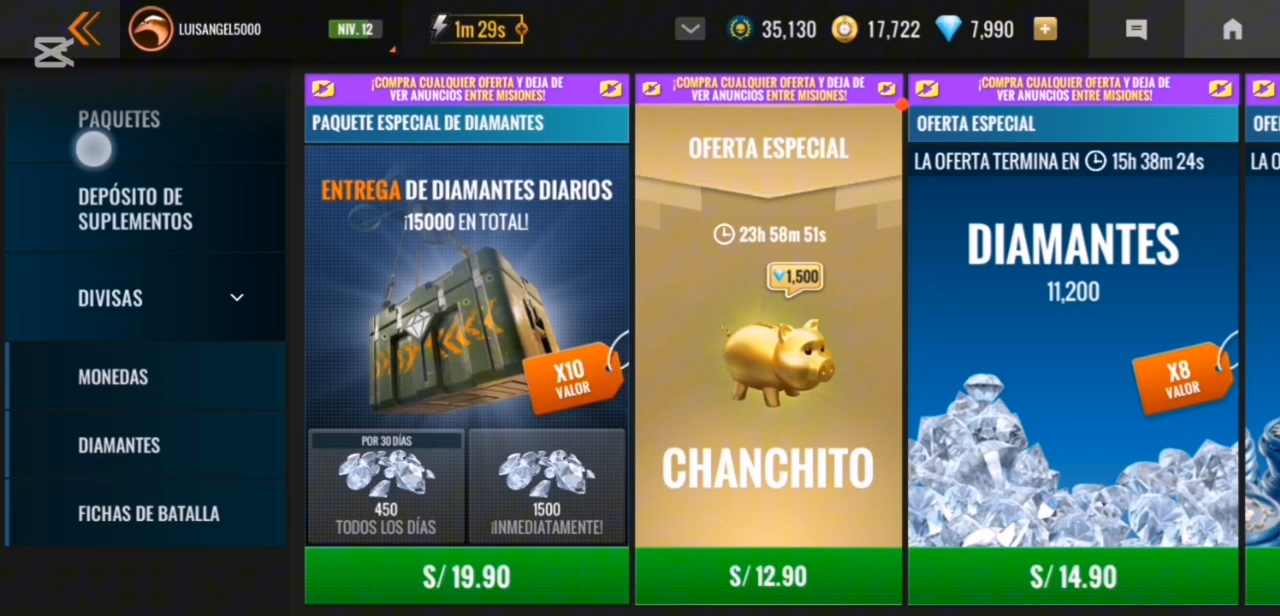 LUISANGEL5000
NIV. 12
1m 29s
35,130
17,722
7,990
PAQUETES
DEPÓSITO DE
SUPLEMENTOS
DIVISAS
MONEDAS
DIAMANTES
FICHAS DE BATALLA
¡COMPRA CUALQUIER OFERTA Y DEJA DE
VER ANUNCIOS ENTRE MISIONES!
PAQUETE ESPECIAL DE DIAMANTES
ENTREGA DE DIAMANTES DIARIOS
¡15000 EN TOTAL!
X10
VALOR
POR 30 DÍAS
450
TODOS LOS DÍAS
1500
¡INMEDIATAMENTE!
S/ 19.90
¡COMPRA CUALQUIER OFERTA Y DEJA DE
VER ANUNCIOS ENTRE MISIONES!
OFERTA ESPECIAL
23h 58m 51s
1,500
CHANCHITO
S/ 12.90
¡COMPRA CUALQUIER OFERTA Y DEJA DE
VER ANUNCIOS ENTRE MISIONES!
OFERTA ESPECIAL
LA OFERTA TERMINA EN 15h 38m 24s
DIAMANTES
11,200
X8
VALOR
S/ 14.90
OFE
LA O